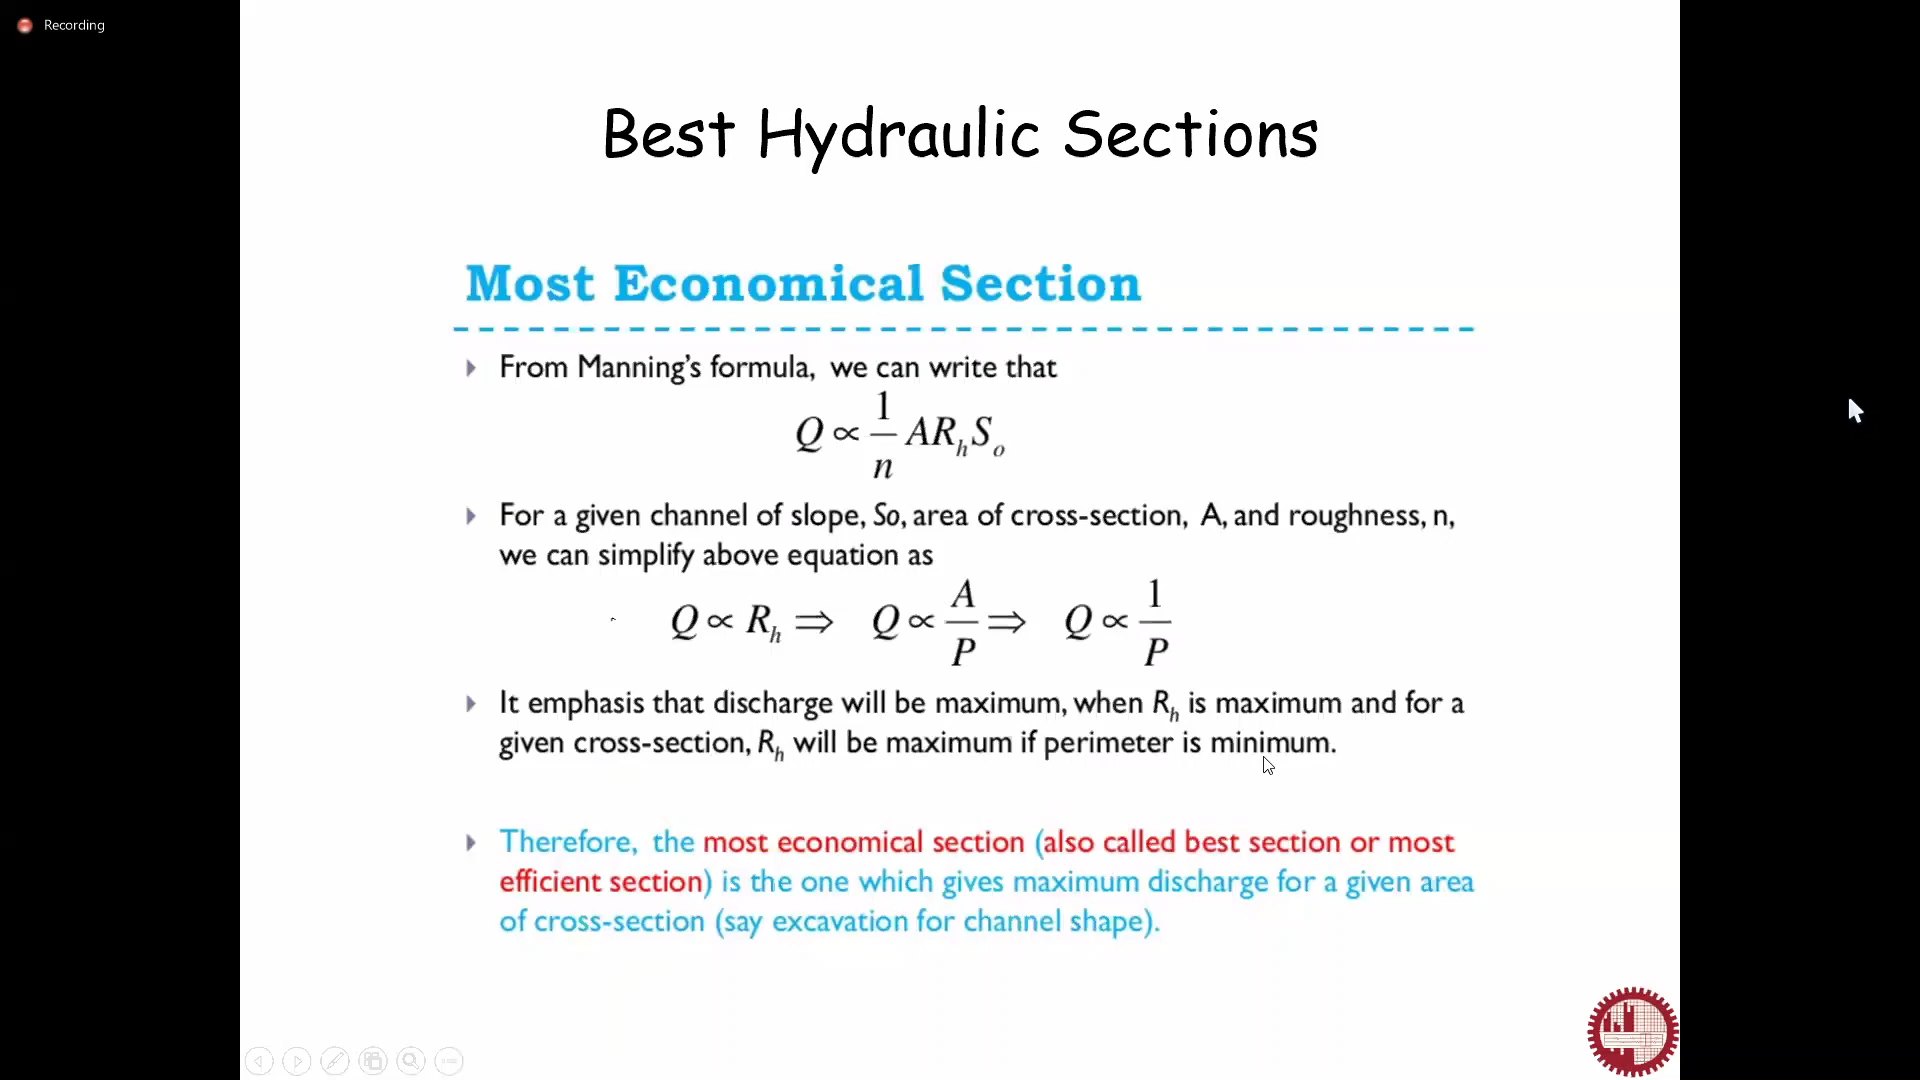 Recording
Best Hydraulic Sections
Most Economical Section
From Manning's formula, we can write that
Q ∝ 1/n AR_h S_o
For a given channel of slope, So, area of cross-section, A, and roughness, n,
we can simplify above equation as
Q ∝ R_h ⇒ Q ∝ A/P ⇒ Q ∝ 1/P
It emphasis that discharge will be maximum, when R_h is maximum and for a
given cross-section, R_h will be maximum if perimeter is minimum.
Therefore, the most economical section (also called best section or most
efficient section) is the one which gives maximum discharge for a given area
of cross-section (say excavation for channel shape).